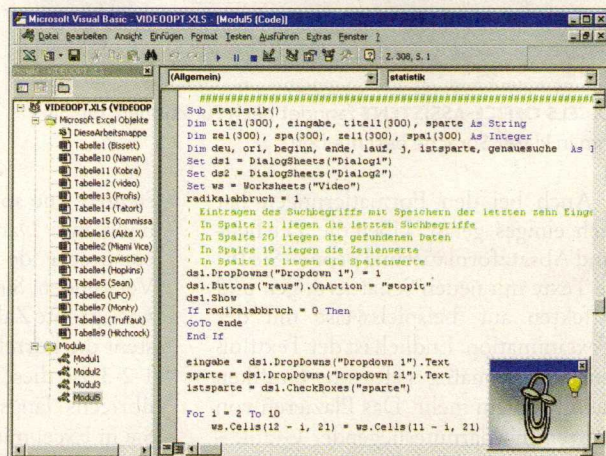 Microsoft Visual Basic - VIDEOOPT.XLS - [Modul5 (Code)]
Datei Bearbeiten Ansicht Einfügen Format Testen Ausführen Extras Fenster ?
Z. 308, S. 1
(Allgemein)
statistik
VIDEOOPT.XLS (VIDEOOP
Microsoft Excel Objekte
DieseArbeitsmappe
Tabelle1 (Bissett)
Tabelle10 (Namen)
Tabelle11 (Kobra)
Tabelle12 (video)
Tabelle13 (Profis)
Tabelle14 (Tatort)
Tabelle15 (Kommissa
Tabelle16 (Akte X)
Tabelle2 (Miami Vice)
Tabelle3 (zwischen)
Tabelle4 (Hopkins)
Tabelle5 (Sean)
Tabelle6 (UFO)
Tabelle7 (Monty)
Tabelle8 (Truffaut)
Tabelle9 (Hitchcock)
Module
Modul1
Modul2
Modul3
Modul5
Sub statistik()
Dim titel(300), eingabe, titel1(300), sparte As String
Dim zel(300), spa(300), zel1(300), spa1(300) As Integer
Dim deu, ori, beginn, ende, lauf, j, istsparte, genauesuche As I
Set ds1 = DialogSheets("Dialog1")
Set ds2 = DialogSheets("Dialog2")
Set ws = Worksheets("Video")
radikalabbruch = 1
' Eintragen des Suchbegriffs mit Speichern der letzten zehn Einge
' In Spalte 21 liegen die letzten Suchbegriffe
' In Spalte 20 liegen die gefundenen Daten
' In Spalte 19 liegen die Zeilenwerte
' In Spalte 18 liegen die Spaltenwerte
ds1.DropDowns("Dropdown 1") = 1
ds1.Buttons("raus").OnAction = "stopit"
ds1.Show
If radikalabbruch = 0 Then
GoTo ende
End If
eingabe = ds1.DropDowns("Dropdown 1").Text
sparte = ds1.DropDowns("Dropdown 21").Text
istsparte = ds1.CheckBoxes("sparte")
For i = 2 To 10
ws.Cells(12 - i, 21) = ws.Cells(11 - i, 21)